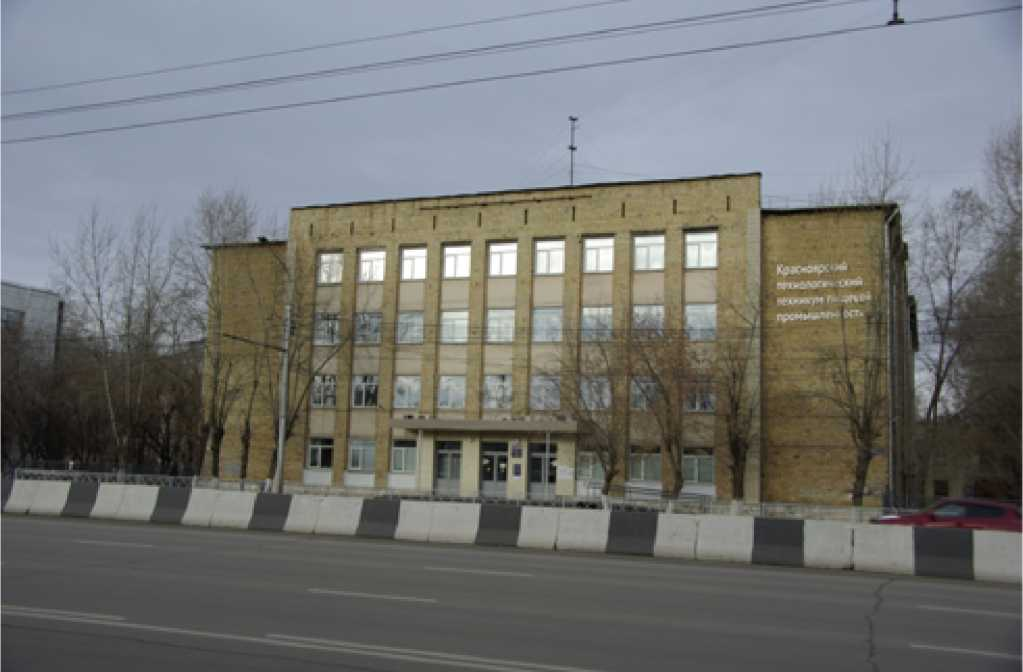 Красноярский
технологический
техникум пищевой
промышленности